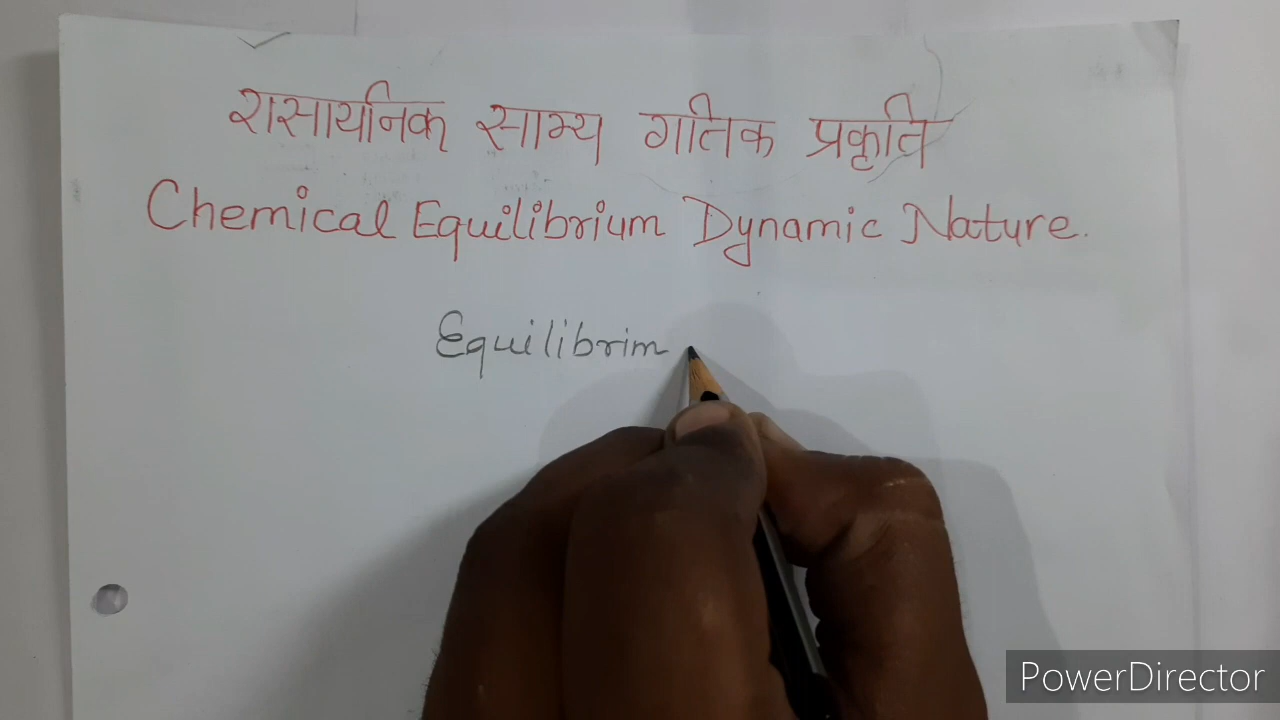 रासायनिक साम्य गतिक प्रकृति
Chemical Equilibrium Dynamic Nature.
Equilibrim
PowerDirector